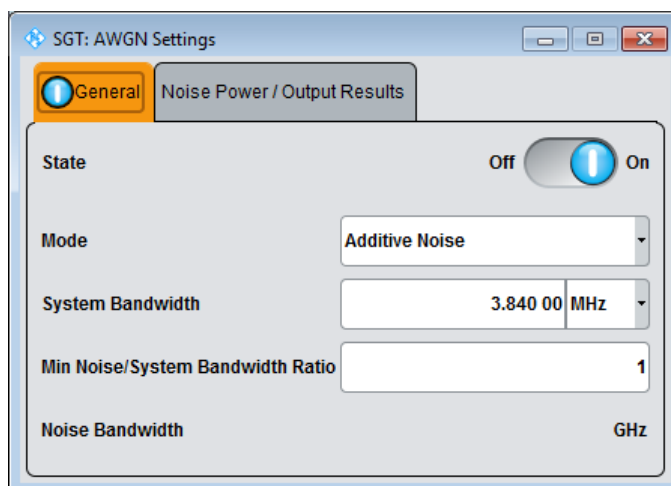 SGT: AWGN Settings
General
Noise Power / Output Results
State Off On
Mode Additive Noise
System Bandwidth 3.840 00 MHz
Min Noise/System Bandwidth Ratio 1
Noise Bandwidth GHz